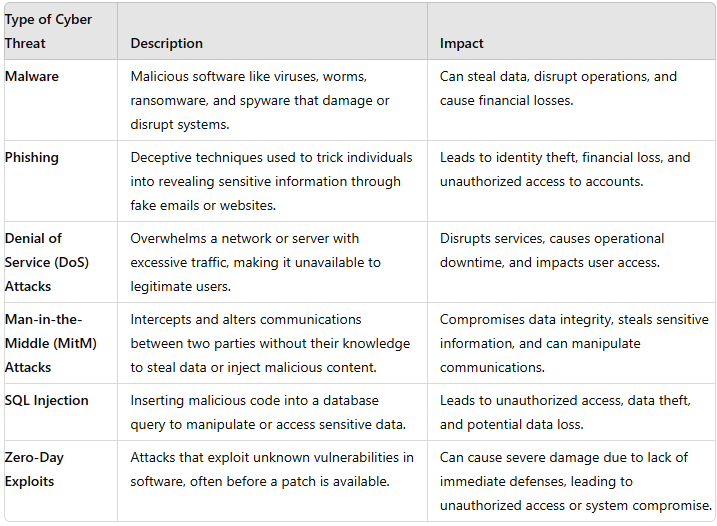 Type of Cyber
Threat
Description
Impact
Malware
Malicious software like viruses, worms,
ransomware, and spyware that damage or
disrupt systems.
Can steal data, disrupt operations, and
cause financial losses.
Phishing
Deceptive techniques used to trick individuals
into revealing sensitive information through
fake emails or websites.
Leads to identity theft, financial loss, and
unauthorized access to accounts.
Denial of
Service (DoS)
Attacks
Overwhelms a network or server with
excessive traffic, making it unavailable to
legitimate users.
Disrupts services, causes operational
downtime, and impacts user access.
Man-in-the-
Middle (MitM)
Attacks
Intercepts and alters communications
between two parties without their knowledge
to steal data or inject malicious content.
Compromises data integrity, steals sensitive
information, and can manipulate
communications.
SQL Injection
Inserting malicious code into a database
query to manipulate or access sensitive data.
Leads to unauthorized access, data theft,
and potential data loss.
Zero-Day
Exploits
Attacks that exploit unknown vulnerabilities in
software, often before a patch is available.
Can cause severe damage due to lack of
immediate defenses, leading to
unauthorized access or system compromise.